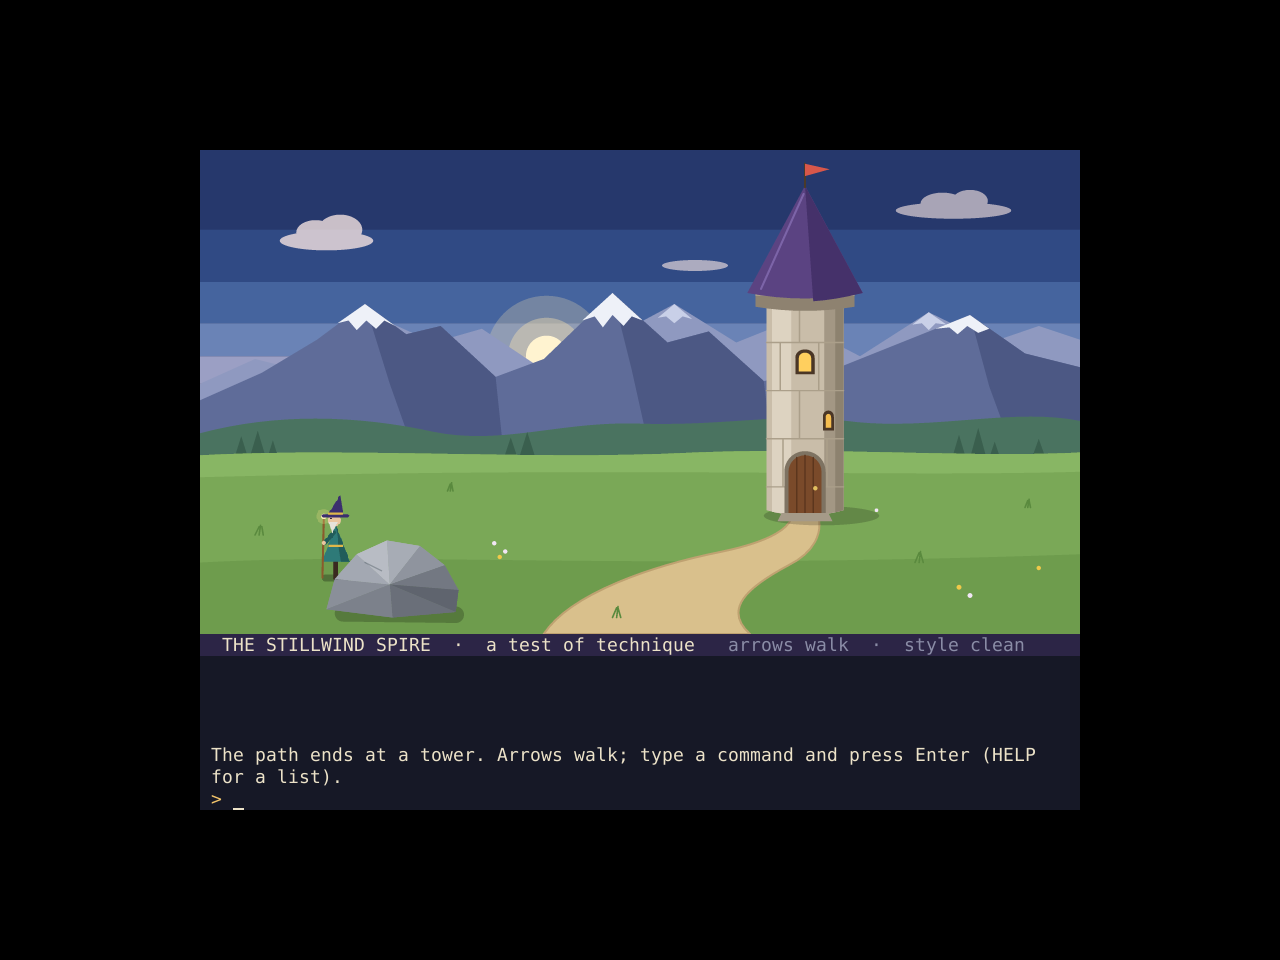 THE STILLWIND SPIRE · a test of technique arrows walk · style clean
The path ends at a tower. Arrows walk; type a command and press Enter (HELP
for a list).
> _